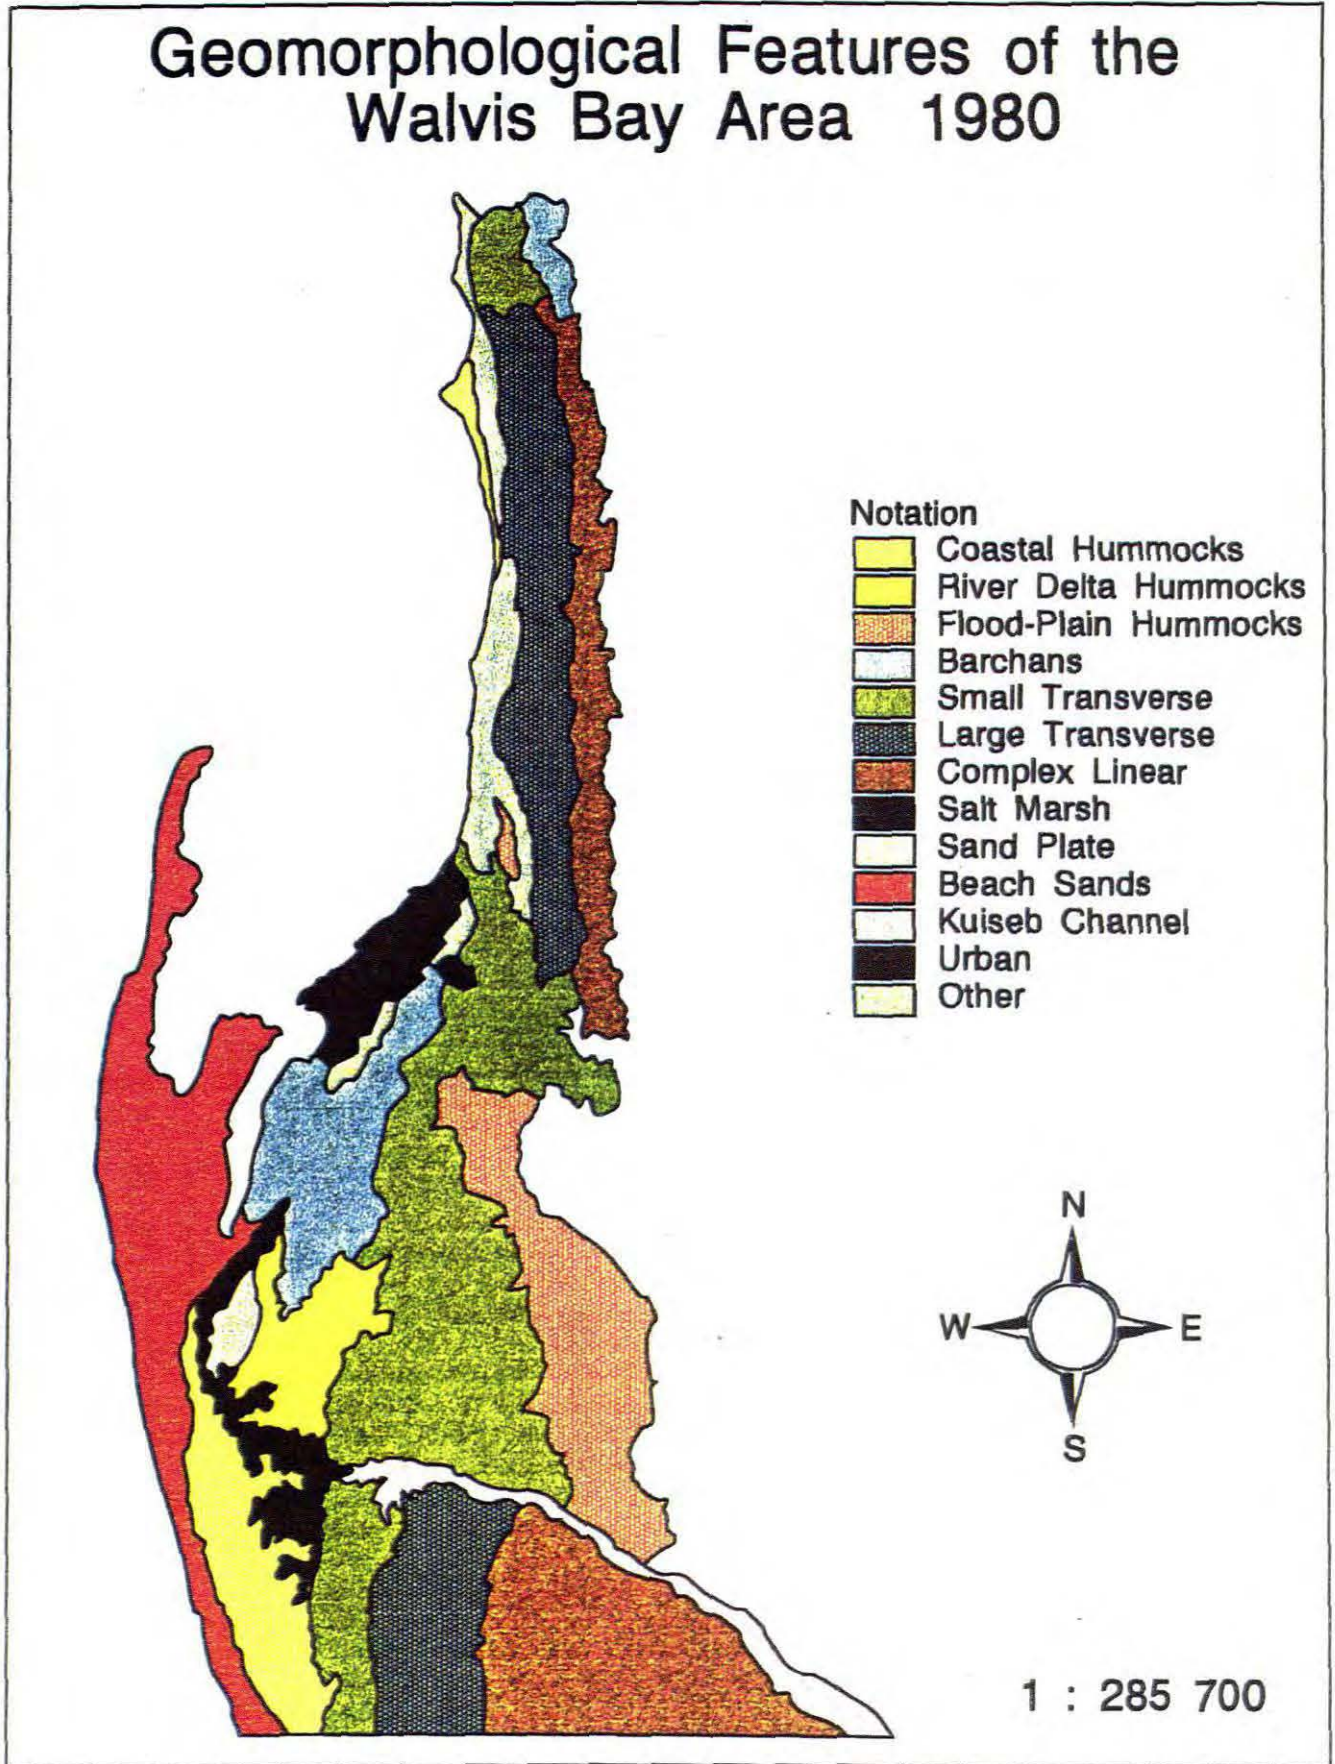 Geomorphological Features of the
Walvis Bay Area 1980
Notation
Coastal Hummocks
River Delta Hummocks
Flood-Plain Hummocks
Barchans
Small Transverse
Large Transverse
Complex Linear
Salt Marsh
Sand Plate
Beach Sands
Kuiseb Channel
Urban
Other
N
W E
S
1 : 285 700